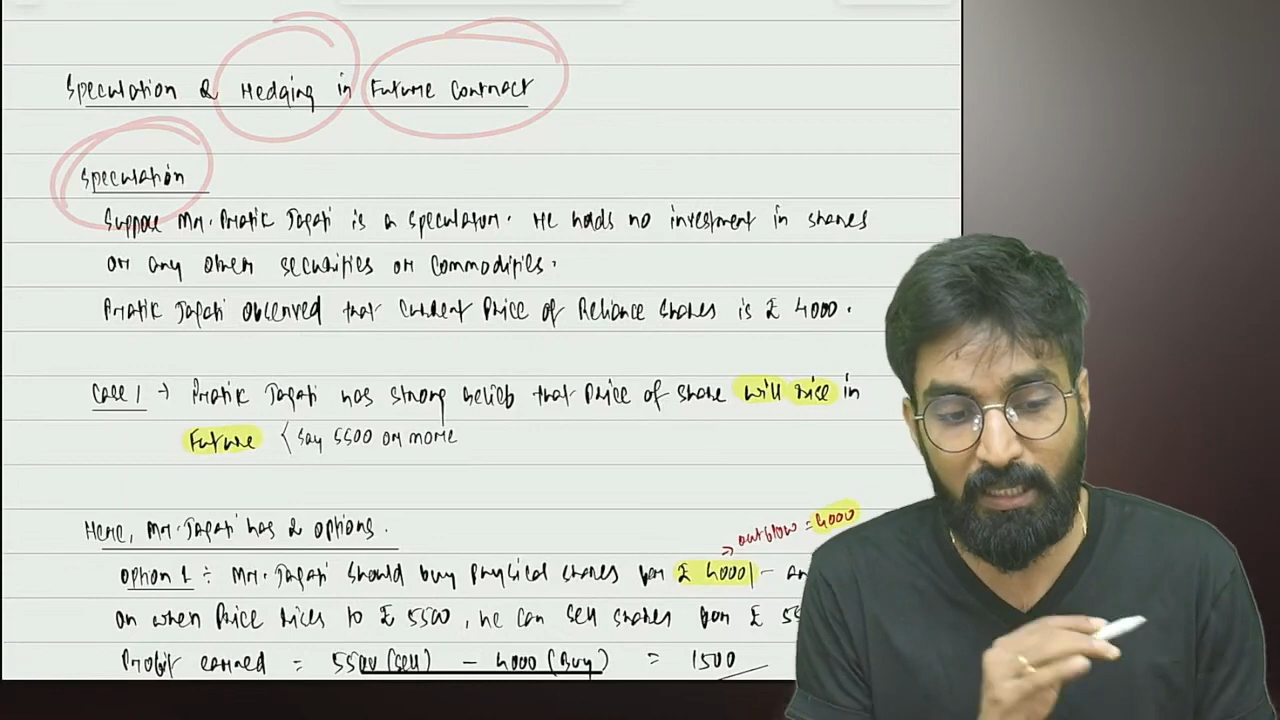 Speculation & Hedging in Future Contract
Speculation
Suppose Mr. Pratik Jagati is a speculator. He holds no investment in shares
or any other securities or commodities.
Pratik Jagati observed that current price of Reliance shares is ₤ 4000.
Case 1 → Pratik Jagati has strong belief that price of share will rise in
Future (say 5500 or more
Here, Mr. Jagati has 2 options.
→ outflow = 4000
Option 1 ÷ Mr. Jagati should buy physical shares for ₤ 4000/-
on when price rises to ₤ 5500, he can sell shares for ₤
Profit earned = 5500 (sell) - 4000 (Buy) = 1500